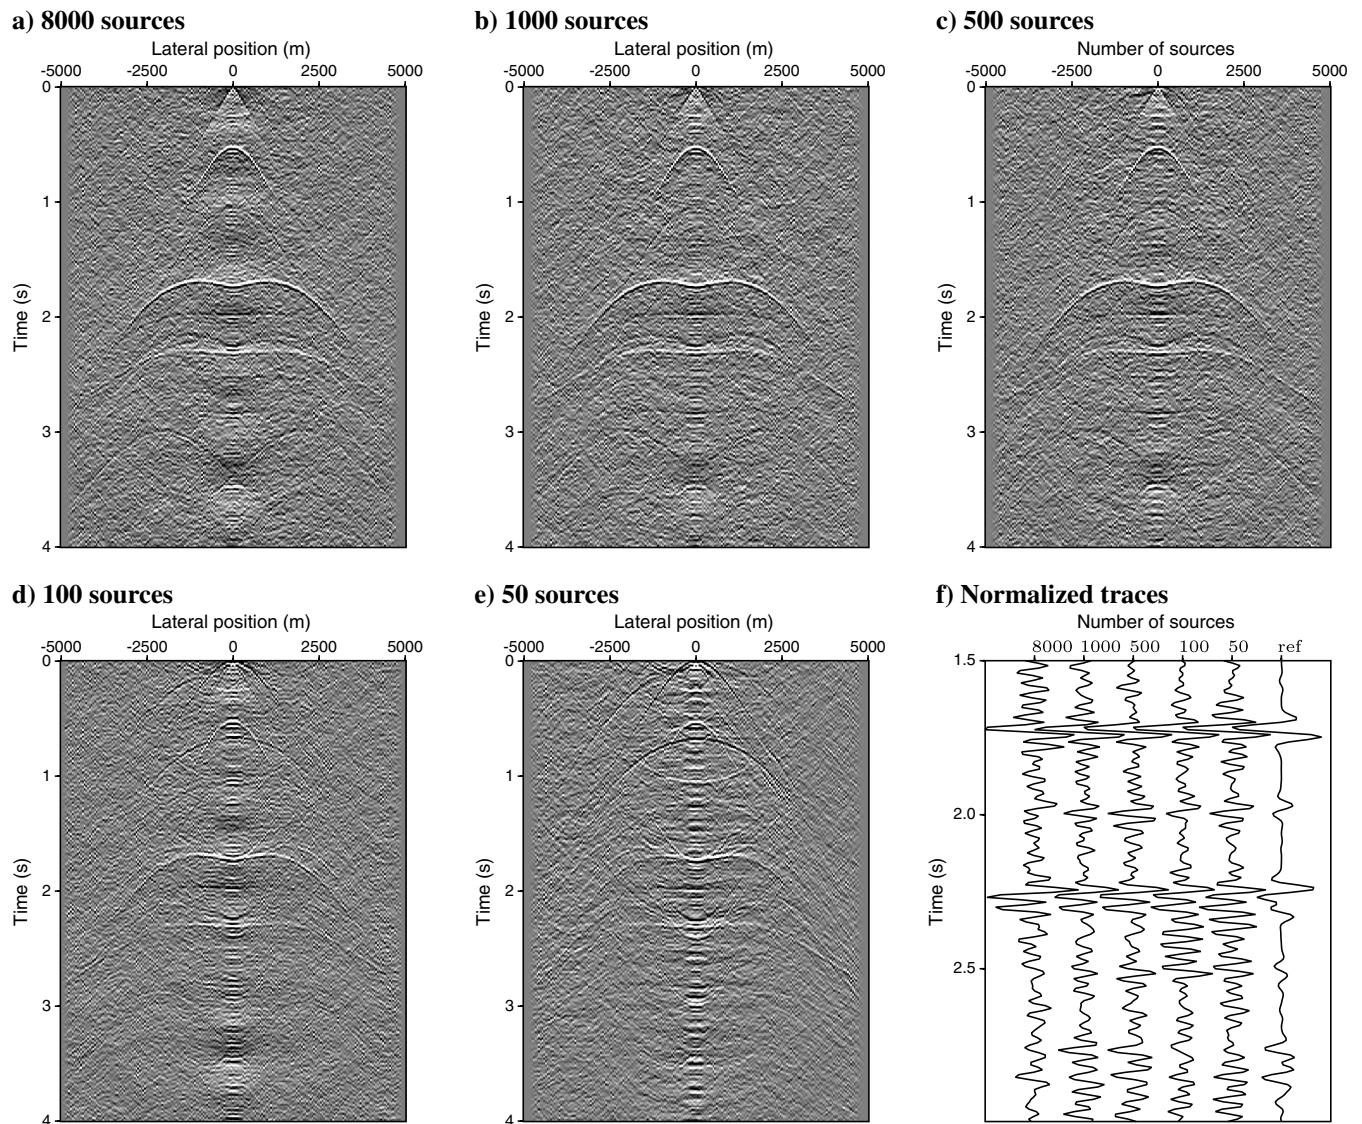 a) 8000 sources
b) 1000 sources
c) 500 sources
Lateral position (m)
Lateral position (m)
Number of sources
-5000 -2500 0 2500 5000
-5000 -2500 0 2500 5000
-5000 -2500 0 2500 5000
Time (s)
0
1
2
3
4
Time (s)
0
1
2
3
4
Time (s)
0
1
2
3
4
d) 100 sources
e) 50 sources
f) Normalized traces
Lateral position (m)
Lateral position (m)
Number of sources
-5000 -2500 0 2500 5000
-5000 -2500 0 2500 5000
8000 1000 500 100 50 ref
Time (s)
0
1
2
3
4
Time (s)
0
1
2
3
4
Time (s)
1.5
2.0
2.5